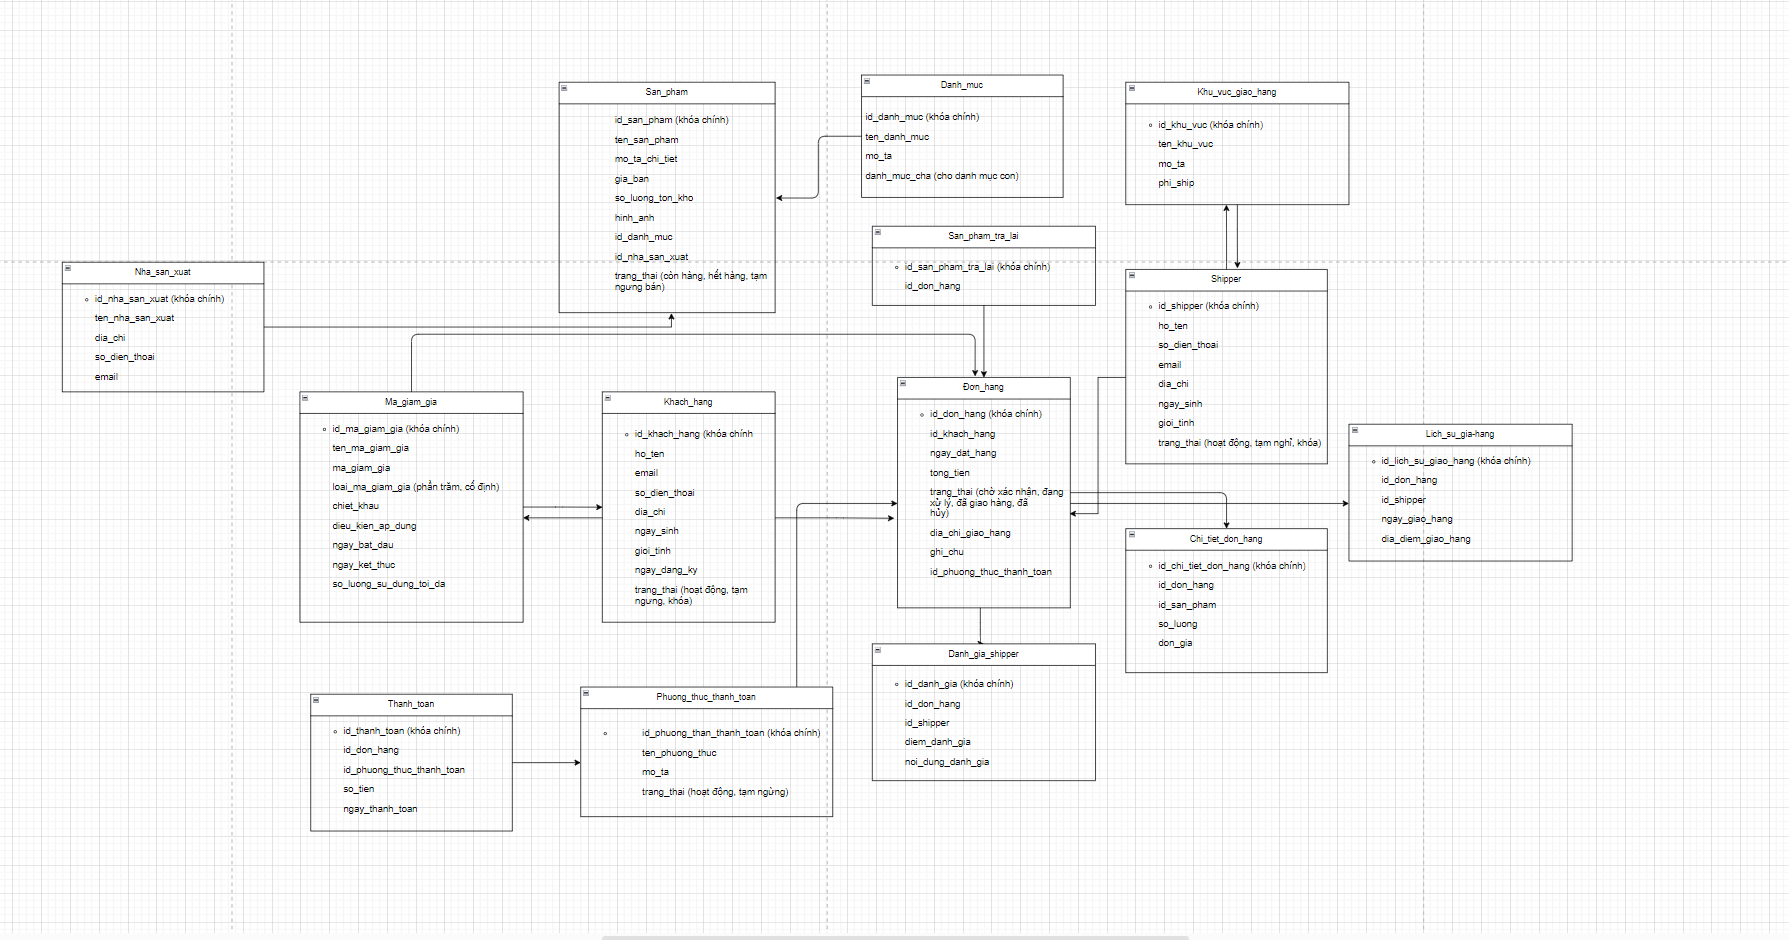 San_pham
id_san_pham (khóa chính)
ten_san_pham
mo_ta_chi_tiet
gia_ban
so_luong_ton_kho
hinh_anh
id_danh_muc
id_nha_san_xuat
trang_thai (còn hàng, hết hàng, tạm
ngưng bán)
Danh_muc
id_danh_muc (khóa chính)
ten_danh_muc
mo_ta
danh_muc_cha (cho danh mục con)
Khu_vuc_giao_hang
id_khu_vuc (khóa chính)
ten_khu_vuc
mo_ta
phi_ship
San_pham_tra_lai
id_san_pham_tra_lai (khóa chính)
id_don_hang
Nha_san_xuat
id_nha_san_xuat (khóa chính)
ten_nha_san_xuat
dia_chi
so_dien_thoai
email
Shipper
id_shipper (khóa chính)
ho_ten
so_dien_thoai
email
dia_chi
ngay_sinh
gioi_tinh
trang_thai (hoạt động, tạm nghỉ, khóa)
Ma_giam_gia
id_ma_giam_gia (khóa chính)
ten_ma_giam_gia
ma_giam_gia
loai_ma_giam_gia (phần trăm, cố định)
chiet_khau
dieu_kien_ap_dung
ngay_bat_dau
ngay_ket_thuc
so_luong_su_dung_toi_da
Khach_hang
id_khach_hang (khóa chính
ho_ten
email
so_dien_thoai
dia_chi
ngay_sinh
gioi_tinh
ngay_dang_ky
trang_thai (hoạt động, tạm
ngưng, khóa)
Đơn_hang
id_don_hang (khóa chính)
id_khach_hang
ngay_dat_hang
tong_tien
trang_thai (chờ xác nhận, đang
xử lý, đã giao hàng, đã
hủy)
dia_chi_giao_hang
ghi_chu
id_phuong_thuc_thanh_toan
Lich_su_gia-hang
id_lich_su_giao_hang (khóa chính)
id_don_hang
id_shipper
ngay_giao_hang
dia_diem_giao_hang
Chi_tiet_don_hang
id_chi_tiet_don_hang (khóa chính)
id_don_hang
id_san_pham
so_luong
don_gia
Danh_gia_shipper
id_danh_gia (khóa chính)
id_don_hang
id_shipper
diem_danh_gia
noi_dung_danh_gia
Thanh_toan
id_thanh_toan (khóa chính)
id_don_hang
id_phuong_thuc_thanh_toan
so_tien
ngay_thanh_toan
Phuong_thuc_thanh_toan
id_phuong_than_thanh_toan (khóa chính)
ten_phuong_thuc
mo_ta
trang_thai (hoạt động, tạm ngừng)